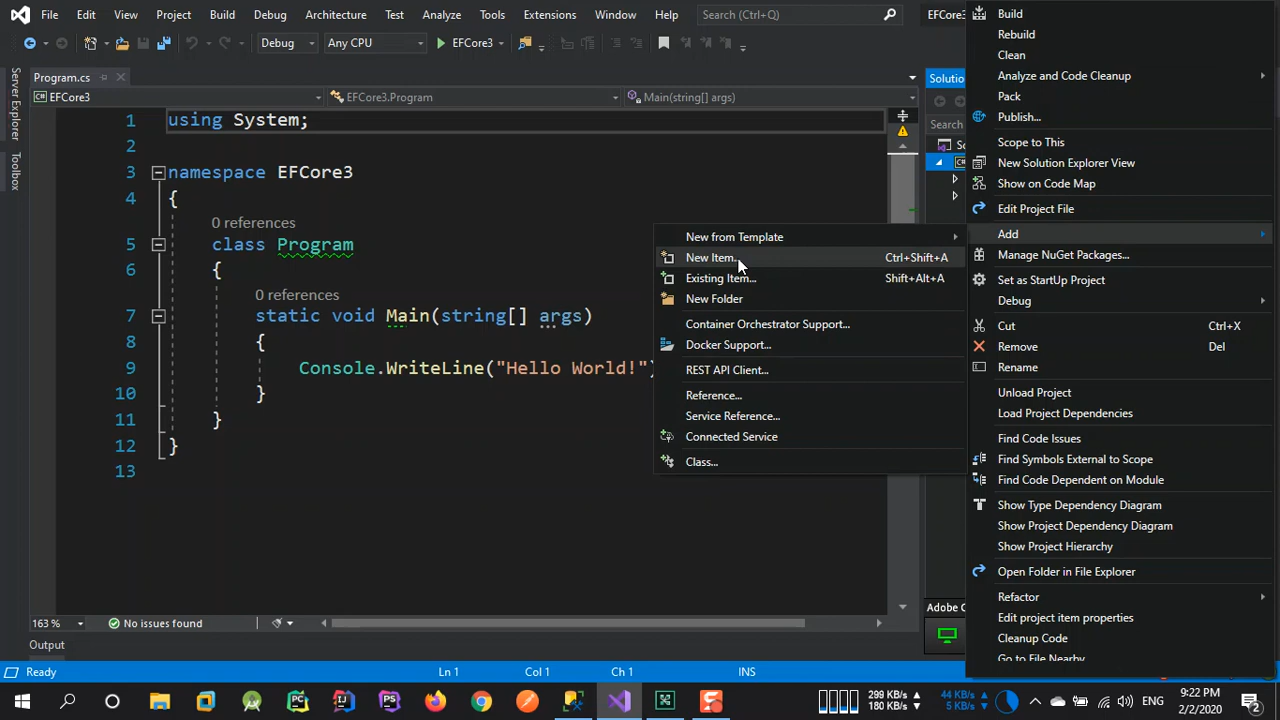 File Edit View Project Build Debug Architecture Test Analyze Tools Extensions Window Help Search (Ctrl+Q) EFCore3
Debug Any CPU EFCore3
Program.cs
EFCore3 EFCore3.Program Main(string[] args)
Server Explorer
Toolbox
1 using System;
2
3 namespace EFCore3
4 {
0 references
5 class Program
6 {
0 references
7 static void Main(string[] args)
8 {
9 Console.WriteLine("Hello World!")
10 }
11 }
12 }
13
163 % No issues found
Output
Ready Ln 1 Col 1 Ch 1 INS
New from Template
New Item... Ctrl+Shift+A
Existing Item... Shift+Alt+A
New Folder
Container Orchestrator Support...
Docker Support...
REST API Client...
Reference...
Service Reference...
Connected Service
Class...
Solutio
Search
So
C#
Adobe C
Build
Rebuild
Clean
Analyze and Code Cleanup
Pack
Publish...
Scope to This
New Solution Explorer View
Show on Code Map
Edit Project File
Add
Manage NuGet Packages...
Set as StartUp Project
Debug
Cut Ctrl+X
Remove Del
Rename
Unload Project
Load Project Dependencies
Find Code Issues
Find Symbols External to Scope
Find Code Dependent on Module
Show Type Dependency Diagram
Show Project Dependency Diagram
Show Project Hierarchy
Open Folder in File Explorer
Refactor
Edit project item properties
Cleanup Code
Go to File Nearby
299 KB/s
180 KB/s
44 KB/s
5 KB/s
ENG
9:22 PM
2/2/2020
2